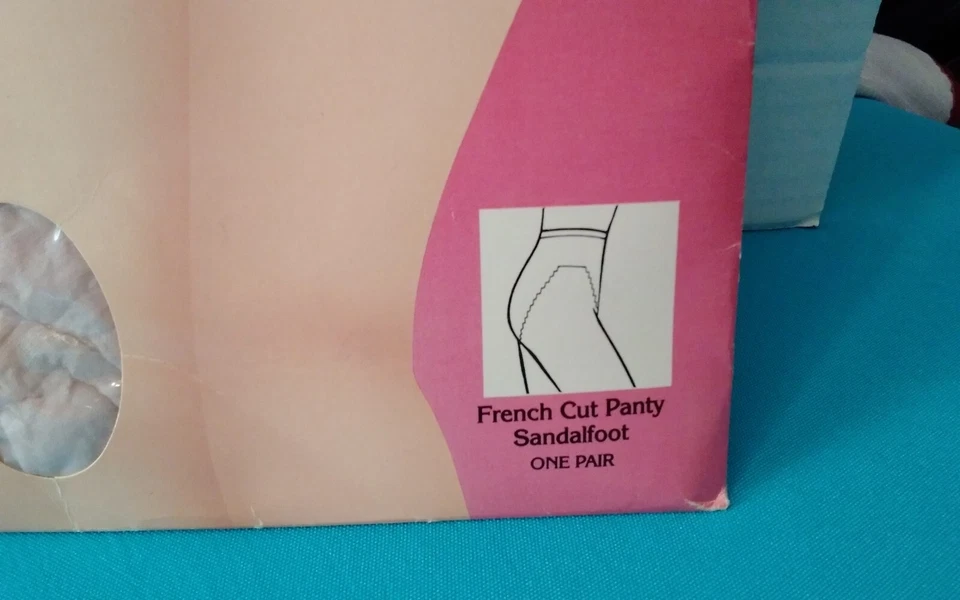 French Cut Panty
Sandalfoot
ONE PAIR